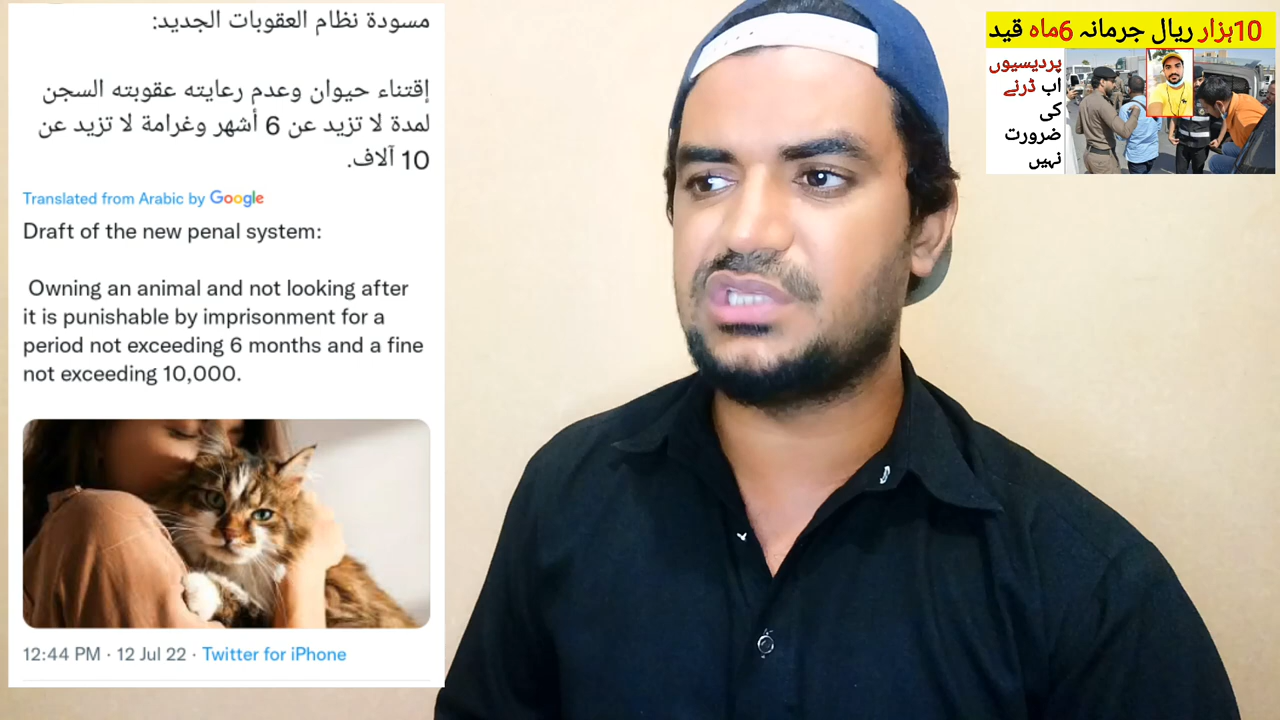 مسودة نظام العقوبات الجديد:
إقتناء حيوان وعدم رعايته عقوبته السجن
لمدة لا تزيد عن 6 أشهر وغرامة لا تزيد عن
10 آلاف.
Translated from Arabic by Google
Draft of the new penal system:
Owning an animal and not looking after
it is punishable by imprisonment for a
period not exceeding 6 months and a fine
not exceeding 10,000.
12:44 PM · 12 Jul 22 · Twitter for iPhone
10ہزار ریال جرمانہ 6ماہ قید
پردیسیوں
اب ڈرنے
کی
ضرورت
نہیں